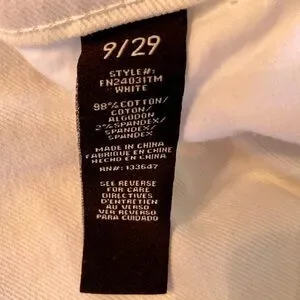 9/29
STYLE#:
FN24031TM
WHITE
98% COTTON/
COTON/
ALGODON
2% SPANDEX/
SPANDEX/
SPANDEX
MADE IN CHINA
FABRIQUE EN CHINE
HECHO EN CHINA
RN#: 133647
SEE REVERSE
FOR CARE
DIRECTIVES
D'ENTRETIEN
AU VERSO
VER REVERSO
PARA CUIDADO